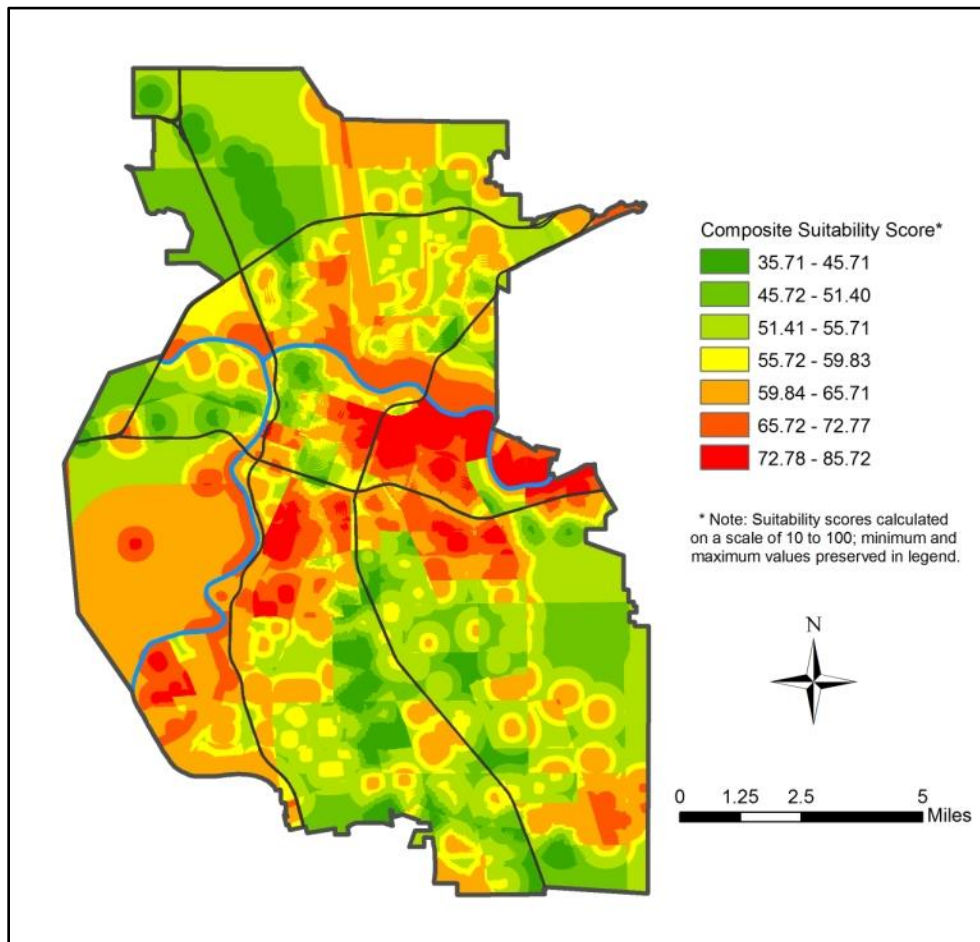 Composite Suitability Score*
35.71 - 45.71
45.72 - 51.40
51.41 - 55.71
55.72 - 59.83
59.84 - 65.71
65.72 - 72.77
72.78 - 85.72
* Note: Suitability scores calculated
on a scale of 10 to 100; minimum and
maximum values preserved in legend.
N
0 1.25 2.5 5
Miles